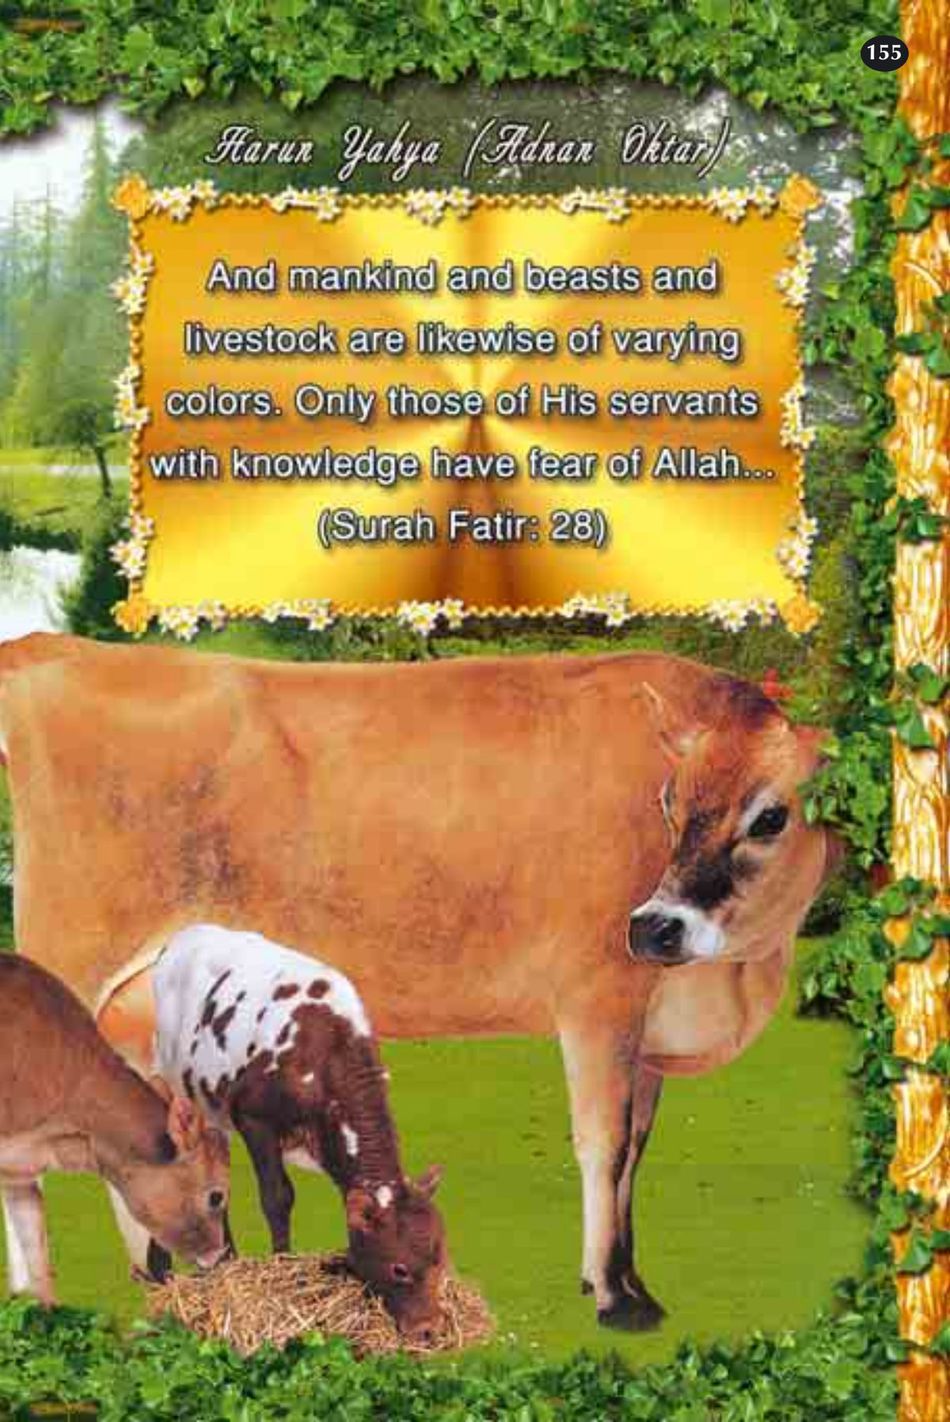 155
Harun Yahya (Adnan Oktar)
And mankind and beasts and
livestock are likewise of varying
colors. Only those of His servants
with knowledge have fear of Allah...
(Surah Fatir: 28)